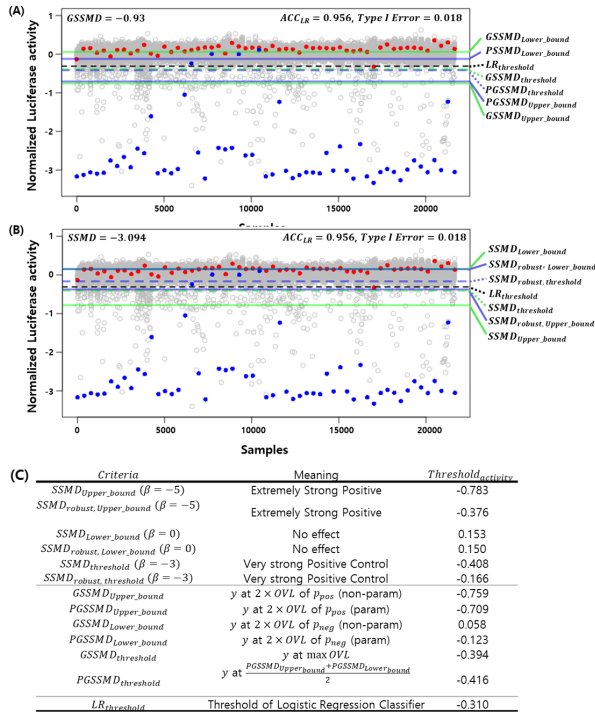 (A)
GSSMD = −0.93
ACC_LR = 0.956, Type I Error = 0.018
Normalized Luciferase activity
0
-1
-2
-3
0
5000
10000
15000
20000
GSSMD_Lower_bound
PSSMD_Lower_bound
LR_threshold
GSSMD_threshold
PGSSMD_threshold
PGSSMD_Upper_bound
GSSMD_Upper_bound
(B)
SSMD = −3.094
ACC_LR = 0.956, Type I Error = 0.018
Normalized Luciferase activity
0
-1
-2
-3
0
5000
10000
15000
20000
Samples
SSMD_Lower_bound
SSMD_robust, Lower_bound
SSMD_robust, threshold
LR_threshold
SSMD_threshold
SSMD_robust, Upper_bound
SSMD_Upper_bound
(C)
Criteria Meaning Threshold_activity
SSMD_Upper_bound (β = −5) Extremely Strong Positive -0.783
SSMD_robust, Upper_bound (β = −5) Extremely Strong Positive -0.376
SSMD_Lower_bound (β = 0) No effect 0.153
SSMD_robust, Lower_bound (β = 0) No effect 0.150
SSMD_threshold (β = −3) Very strong Positive Control -0.408
SSMD_robust, threshold (β = −3) Very strong Positive Control -0.166
GSSMD_Upper_bound y at 2 × OVL of p_pos (non-param) -0.759
PGSSMD_Upper_bound y at 2 × OVL of p_pos (param) -0.709
GSSMD_Lower_bound y at 2 × OVL of p_neg (non-param) 0.058
PGSSMD_Lower_bound y at 2 × OVL of p_neg (param) -0.123
GSSMD_threshold y at max OVL -0.394
PGSSMD_threshold y at (PGSSMD_Upper_bound + PGSSMD_Lower_bound) / 2 -0.416
LR_threshold Threshold of Logistic Regression Classifier -0.310